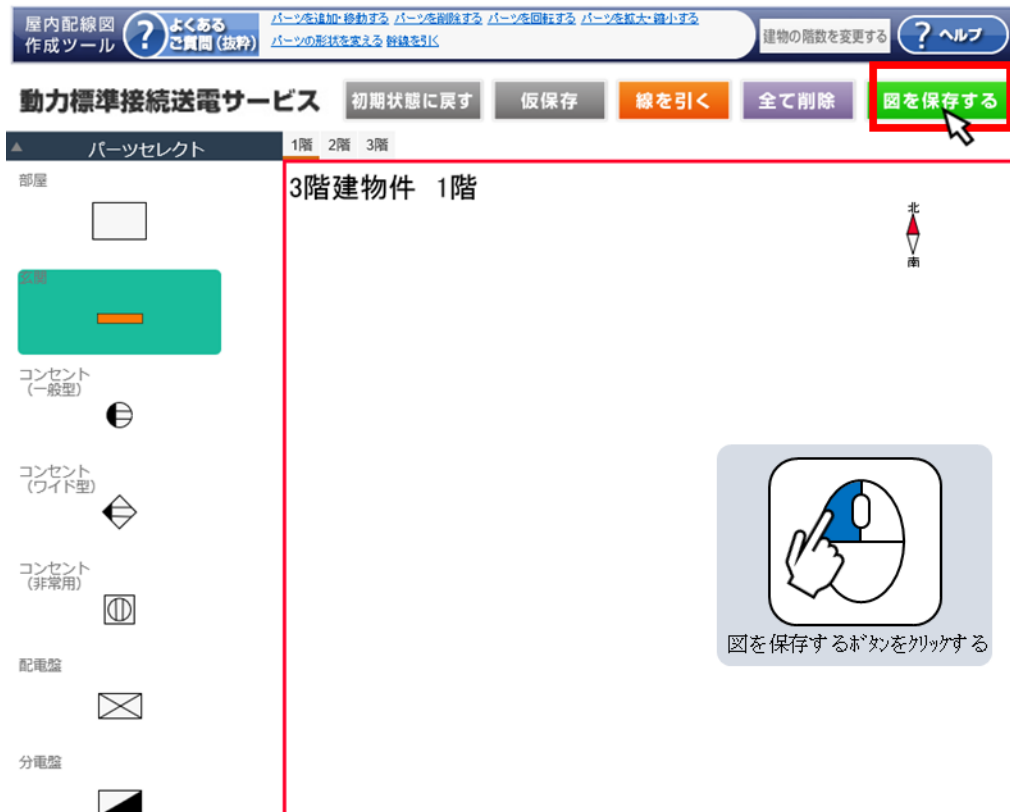 屋内配線図
作成ツール
? よくある
ご質問(抜粋)
パーツを追加・移動する パーツを削除する パーツを回転する パーツを拡大・縮小する
パーツの形状を変える 幹線を引く
建物の階数を変更する
? ヘルプ
動力標準接続送電サービス
初期状態に戻す
仮保存
線を引く
全て削除
図を保存する
パーツセレクト
1階 2階 3階
部屋
3階建物件 1階
北
南
玄関
コンセント
(一般型)
コンセント
(ワイド型)
コンセント
(非常用)
図を保存するボタンをクリックする
配電盤
分電盤